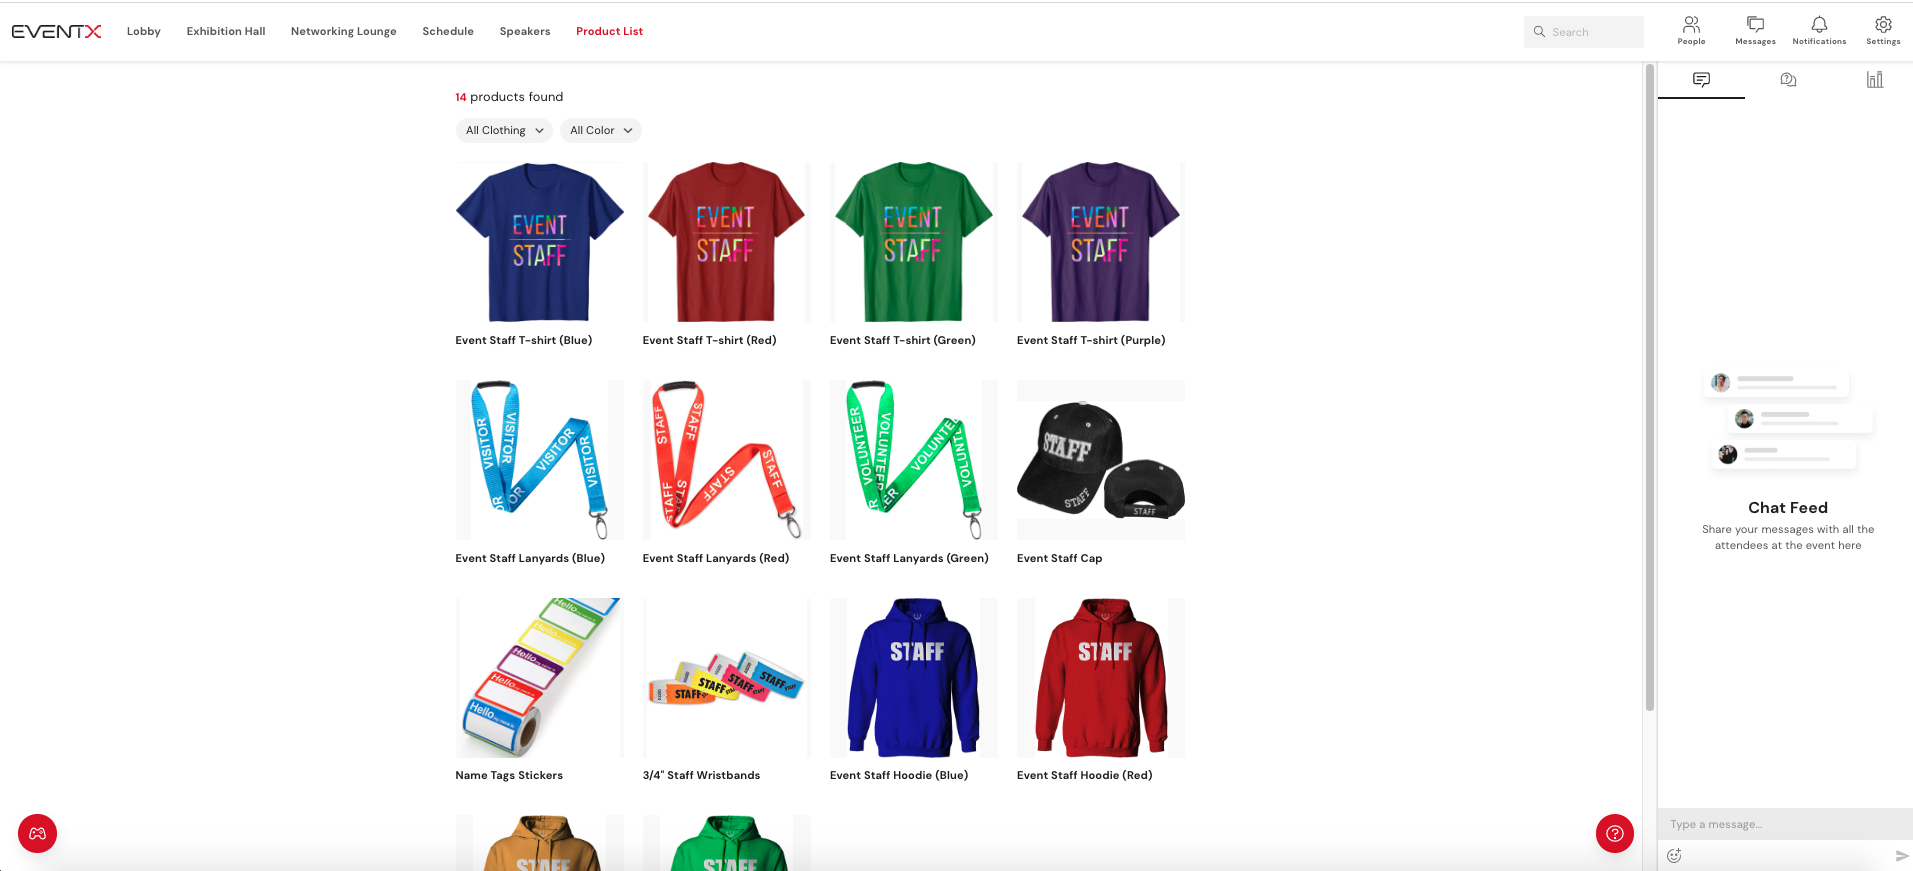 EVENTX
Lobby
Exhibition Hall
Networking Lounge
Schedule
Speakers
Product List
Search
People
Messages
Notifications
Settings
14 products found
All Clothing
All Color
EVENT
STAFF
EVENT
STAFF
EVENT
STAFF
EVENT
STAFF
Event Staff T-shirt (Blue)
Event Staff T-shirt (Red)
Event Staff T-shirt (Green)
Event Staff T-shirt (Purple)
VISITOR
VISITOR
VISITOR
VISITOR
STAFF
STAFF
STAFF
STAFF
STAFF
VOLUNTEER
VOLUNTEER
VOLUNTEER
STAFF
STAFF
STAFF
Event Staff Lanyards (Blue)
Event Staff Lanyards (Red)
Event Staff Lanyards (Green)
Event Staff Cap
Hello
Hello
Hello
Hello
Hello
STAFF
STAFF
STAFF
STAFF
STAFF
STAFF
Name Tags Stickers
3/4" Staff Wristbands
Event Staff Hoodie (Blue)
Event Staff Hoodie (Red)
STAFF
STAFF
Chat Feed
Share your messages with all the
attendees at the event here
Type a message...